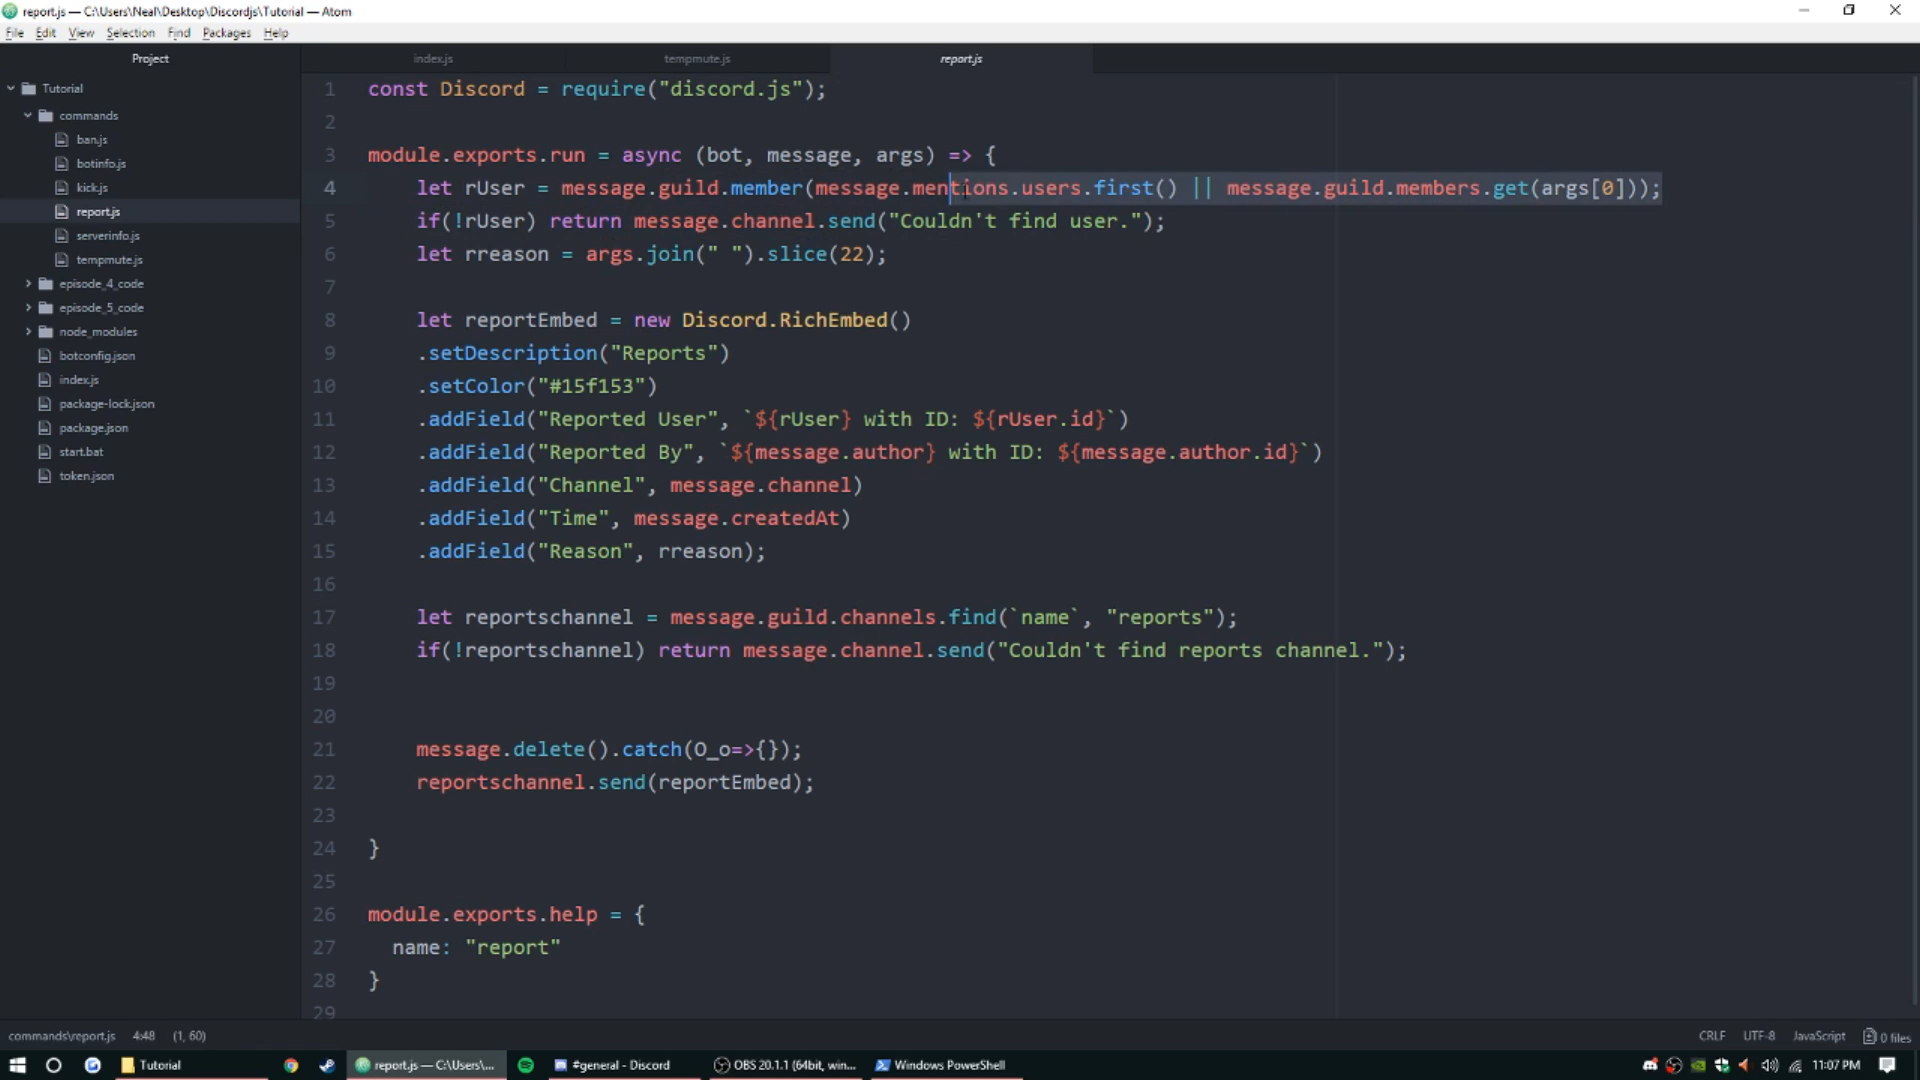 report.js — C:\Users\Neal\Desktop\Discordjs\Tutorial — Atom
File Edit View Selection Find Packages Help
Project
index.js
tempmute.js
report.js
Tutorial
commands
ban.js
botinfo.js
kick.js
report.js
serverinfo.js
tempmute.js
episode_4_code
episode_5_code
node_modules
botconfig.json
index.js
package-lock.json
package.json
start.bat
token.json
1 const Discord = require("discord.js");
2
3 module.exports.run = async (bot, message, args) => {
4 let rUser = message.guild.member(message.mentions.users.first() || message.guild.members.get(args[0]));
5 if(!rUser) return message.channel.send("Couldn't find user.");
6 let rreason = args.join(" ").slice(22);
7
8 let reportEmbed = new Discord.RichEmbed()
9 .setDescription("Reports")
10 .setColor("#15f153")
11 .addField("Reported User", `${rUser} with ID: ${rUser.id}`)
12 .addField("Reported By", `${message.author} with ID: ${message.author.id}`)
13 .addField("Channel", message.channel)
14 .addField("Time", message.createdAt)
15 .addField("Reason", rreason);
16
17 let reportschannel = message.guild.channels.find(`name`, "reports");
18 if(!reportschannel) return message.channel.send("Couldn't find reports channel.");
19
20
21 message.delete().catch(O_o=>{});
22 reportschannel.send(reportEmbed);
23
24 }
25
26 module.exports.help = {
27 name: "report"
28 }
29
commands\report.js 4:48 (1, 60)
CRLF UTF-8 JavaScript 0 files
Tutorial
report.js — C:\Users\...
#general - Discord
OBS 20.1.1 (64bit, win...
Windows PowerShell
11:07 PM